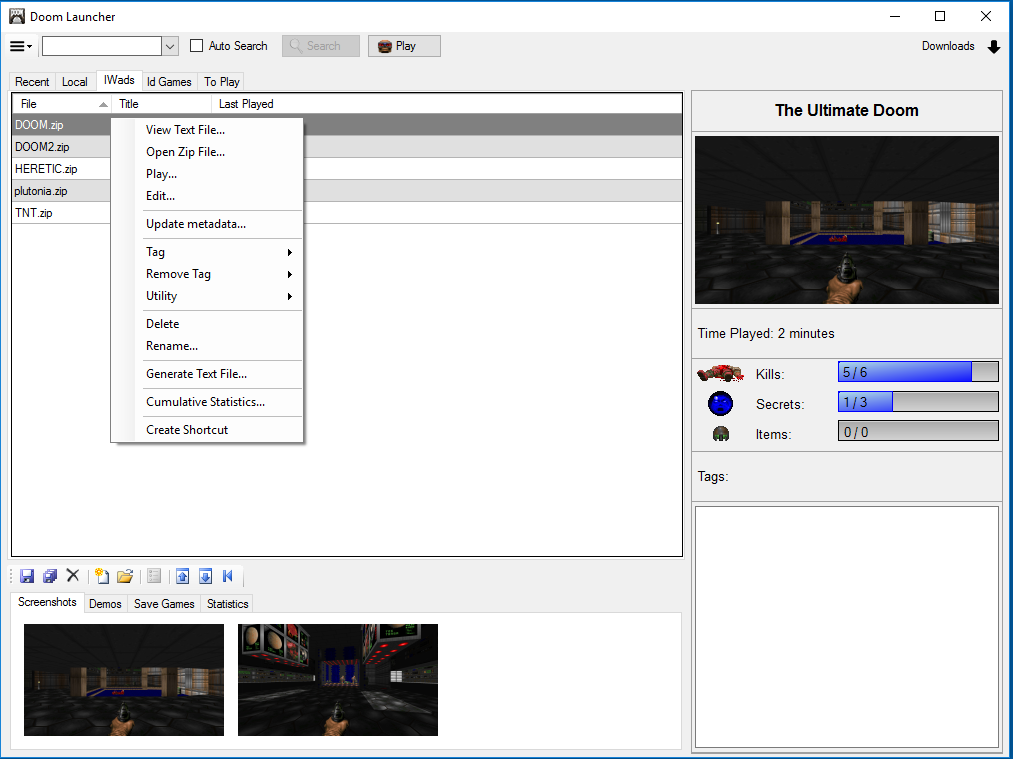 Doom Launcher
Auto Search
Search
Play
Downloads
Recent
Local
IWads
Id Games
To Play
File
Title
Last Played
DOOM.zip
DOOM2.zip
HERETIC.zip
plutonia.zip
TNT.zip
View Text File...
Open Zip File...
Play...
Edit...
Update metadata...
Tag
Remove Tag
Utility
Delete
Rename...
Generate Text File...
Cumulative Statistics...
Create Shortcut
The Ultimate Doom
Time Played: 2 minutes
Kills:
5 / 6
Secrets:
1 / 3
Items:
0 / 0
Tags:
Screenshots
Demos
Save Games
Statistics